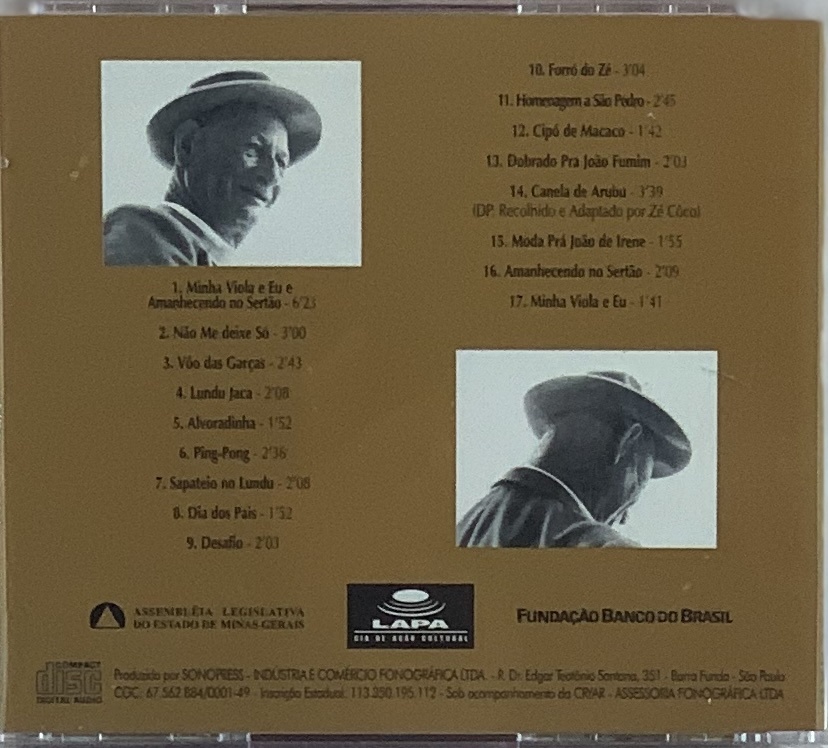 1. Minha Viola e Eu e
Amanhecendo no Sertão - 6'23
2. Não Me deixe Só - 3'00
3. Vôo das Garças - 2'43
4. Lundu Jaca - 2'08
5. Alvoradinha - 1'52
6. Ping-Pong - 2'36
7. Sapateio no Lundu - 2'08
8. Dia dos Pais - 1'52
9. Desafio - 2'03
10. Forró do Zé - 3'04
11. Homenagem a São Pedro - 2'45
12. Cipó de Macaco - 1'42
13. Dobrado Pra João Fumim - 2'03
14. Canela de Arubu - 3'39
(DP. Recolhido e Adaptado por Zé Côco)
15. Moda Prá João de Irene - 1'55
16. Amanhecendo no Sertão - 2'09
17. Minha Viola e Eu - 1'41
ASSEMBLÉIA LEGISLATIVA
DO ESTADO DE MINAS GERAIS
LAPA
CIA DE AÇÃO CULTURAL
FUNDAÇÃO BANCO DO BRASIL
COMPACT
disc
DIGITAL AUDIO
Produzido por SONOPRESS - INDÚSTRIA E COMÉRCIO FONOGRÁFICA LTDA. - R. Dr. Edgar Teotônio Santana, 351 - Barra Funda - São Paulo
CGC. 67.562.884/0001-49 - Inscrição Estadual: 113.350.195.112 - Sob acompanhamento da CRYAR - ASSESSORIA FONOGRÁFICA LTDA